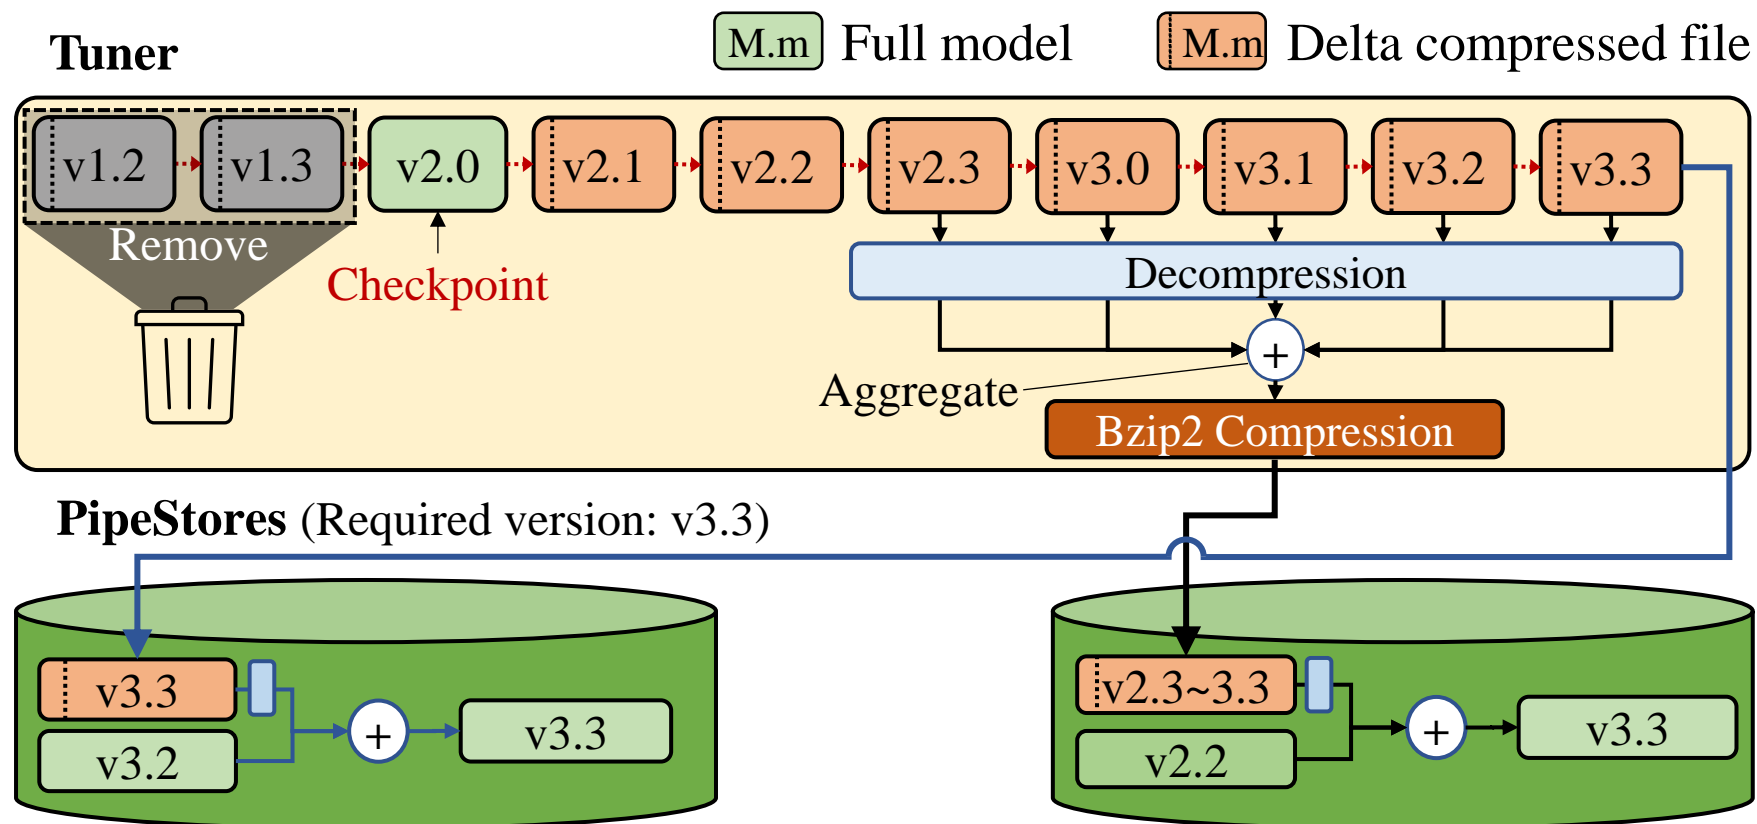 Tuner
M.m Full model M.m Delta compressed file
v1.2 v1.3 v2.0 v2.1 v2.2 v2.3 v3.0 v3.1 v3.2 v3.3
Remove
Checkpoint
Decompression
+
Aggregate
Bzip2 Compression
PipeStores (Required version: v3.3)
v3.3
v3.2
+
v3.3
v2.3~3.3
v2.2
+
v3.3